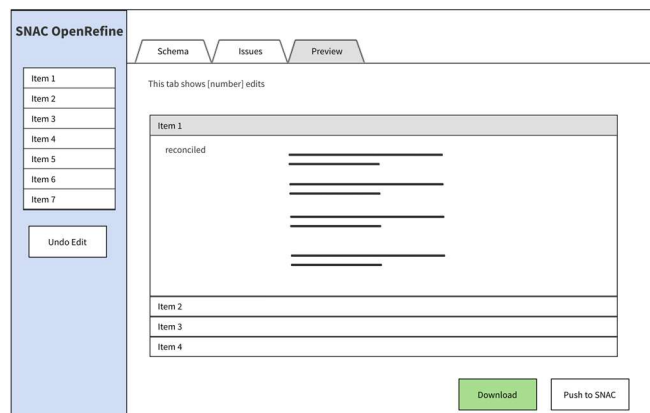 SNAC OpenRefine
Item 1
Item 2
Item 3
Item 4
Item 5
Item 6
Item 7
Undo Edit
Schema
Issues
Preview
This tab shows [number] edits
Item 1
reconciled
Item 2
Item 3
Item 4
Download
Push to SNAC